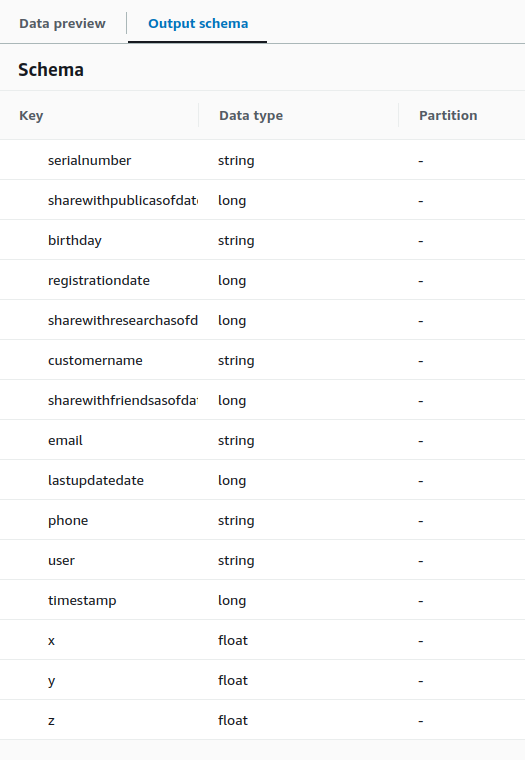 Data preview Output schema
Schema
Key Data type Partition
serialnumber string -
sharewithpublicasofdat long -
birthday string -
registrationdate long -
sharewithresearchasofd long -
customername string -
sharewithfriendsasofda long -
email string -
lastupdatedate long -
phone string -
user string -
timestamp long -
x float -
y float -
z float -